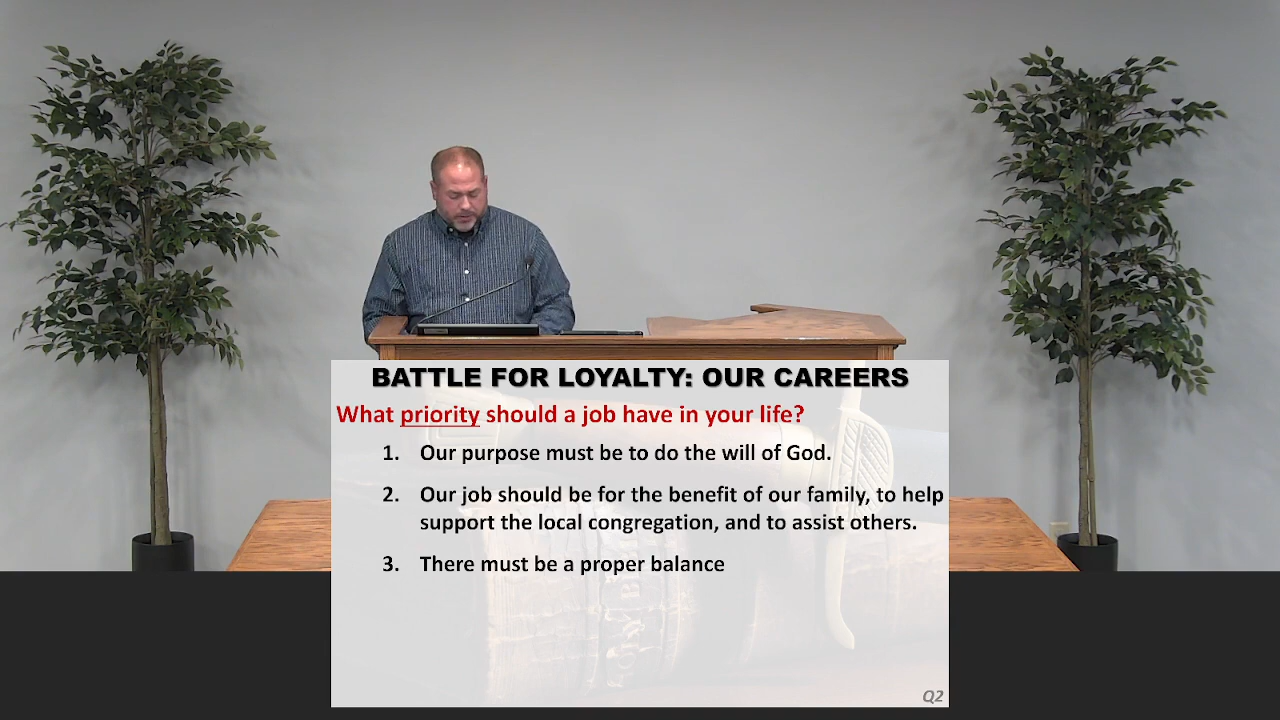 BATTLE FOR LOYALTY: OUR CAREERS
What priority should a job have in your life?
1. Our purpose must be to do the will of God.
2. Our job should be for the benefit of our family, to help
support the local congregation, and to assist others.
3. There must be a proper balance
Q2